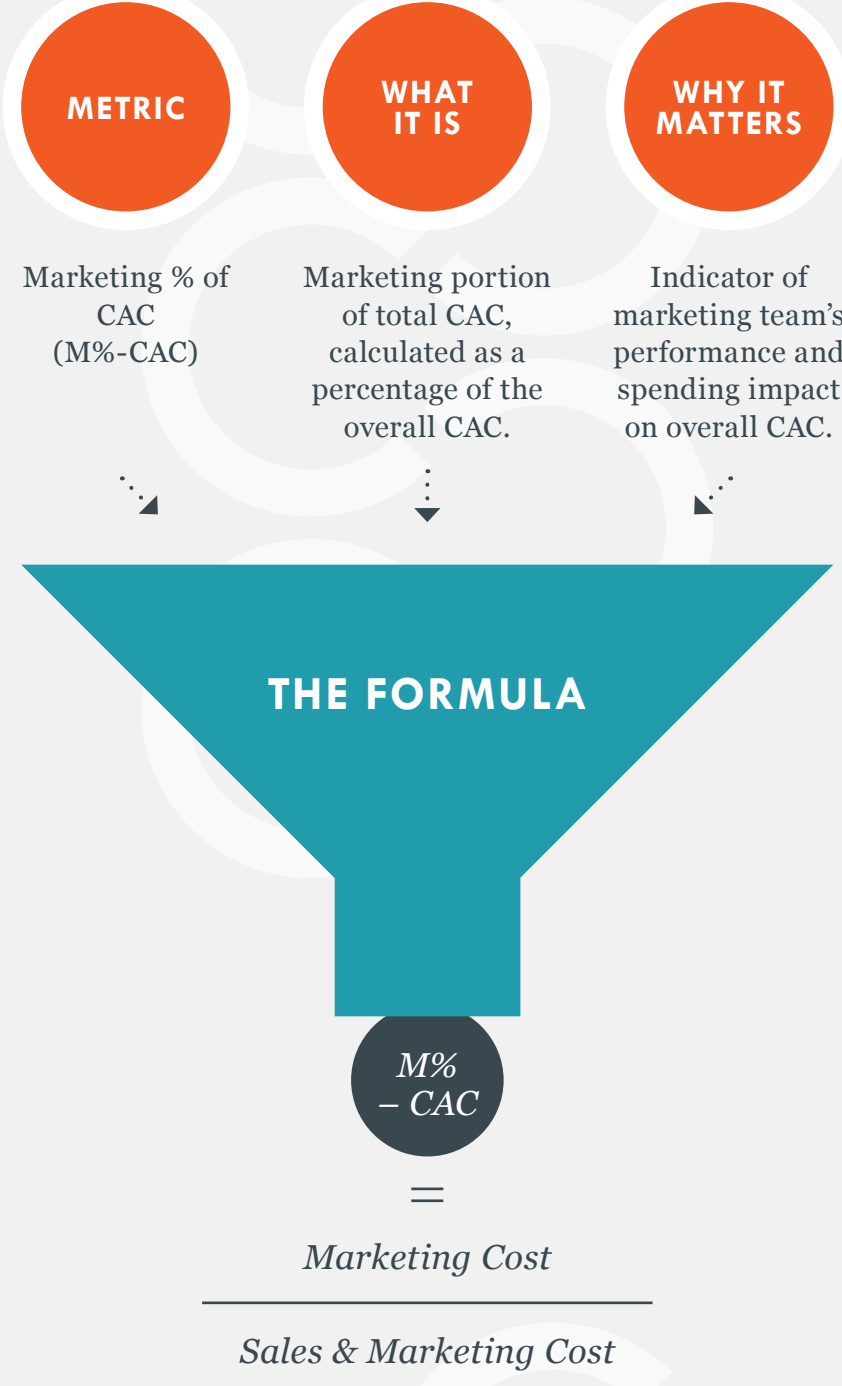 METRIC
WHAT
IT IS
WHY IT
MATTERS
Marketing % of
CAC
(M%-CAC)
Marketing portion
of total CAC,
calculated as a
percentage of the
overall CAC.
Indicator of
marketing team's
performance and
spending impact
on overall CAC.
THE FORMULA
M%
– CAC
=
Marketing Cost
Sales & Marketing Cost